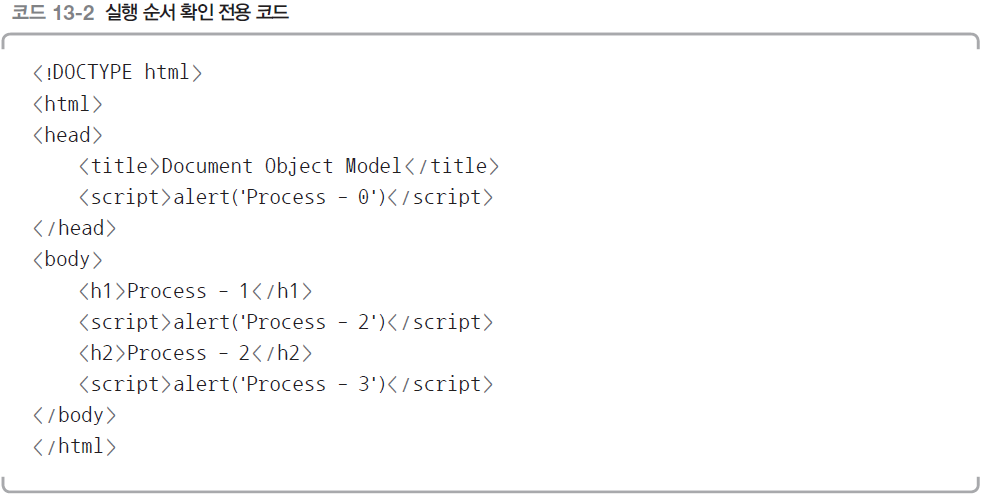 코드 13-2 실행 순서 확인 전용 코드
<!DOCTYPE html>
<html>
<head>
    <title>Document Object Model</title>
    <script>alert('Process - 0')</script>
</head>
<body>
    <h1>Process - 1</h1>
    <script>alert('Process - 2')</script>
    <h2>Process - 2</h2>
    <script>alert('Process - 3')</script>
</body>
</html>